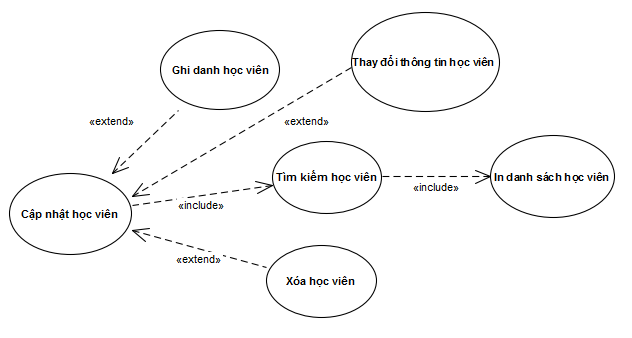 Ghi danh học viên
Thay đổi thông tin học viên
«extend»
«extend»
Tìm kiếm học viên
In danh sách học viên
«include»
«include»
Cập nhật học viên
«extend»
Xóa học viên